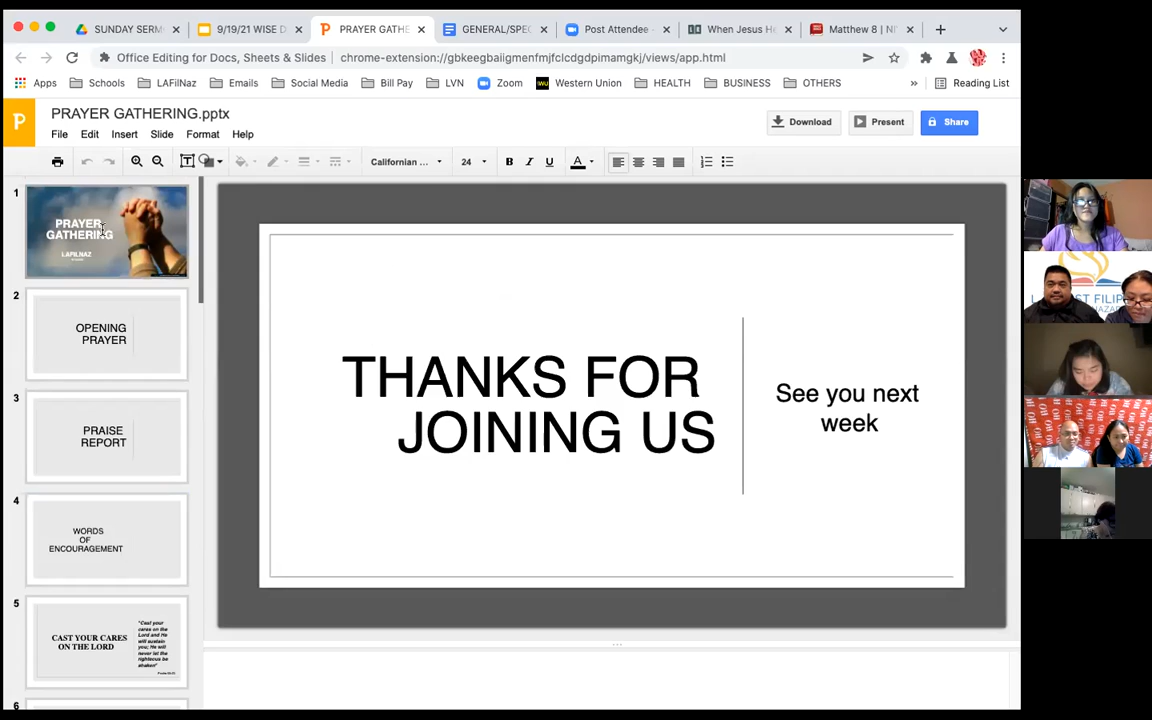 SUNDAY SERM
9/19/21 WISE D
PRAYER GATHE
GENERAL/SPEC
Post Attendee -
When Jesus He
Matthew 8 | NI
Office Editing for Docs, Sheets & Slides | chrome-extension://gbkeegbaiigmenfmjfclcdgdpimamgkj/views/app.html
Apps Schools LAFilNaz Emails Social Media Bill Pay LVN Zoom Western Union HEALTH BUSINESS OTHERS » Reading List
PRAYER GATHERING.pptx
File Edit Insert Slide Format Help
Download Present Share
Californian ... 24 B I U A
1
PRAYER
GATHERING
LAFILNAZ
2
OPENING
PRAYER
3
PRAISE
REPORT
4
WORDS
OF
ENCOURAGEMENT
5
CAST YOUR CARES
ON THE LORD
"Cast your
cares on the
Lord and He
will sustain
you; He will
never let the
righteous be
shaken"
6
THANKS FOR
JOINING US
See you next
week
FILIP